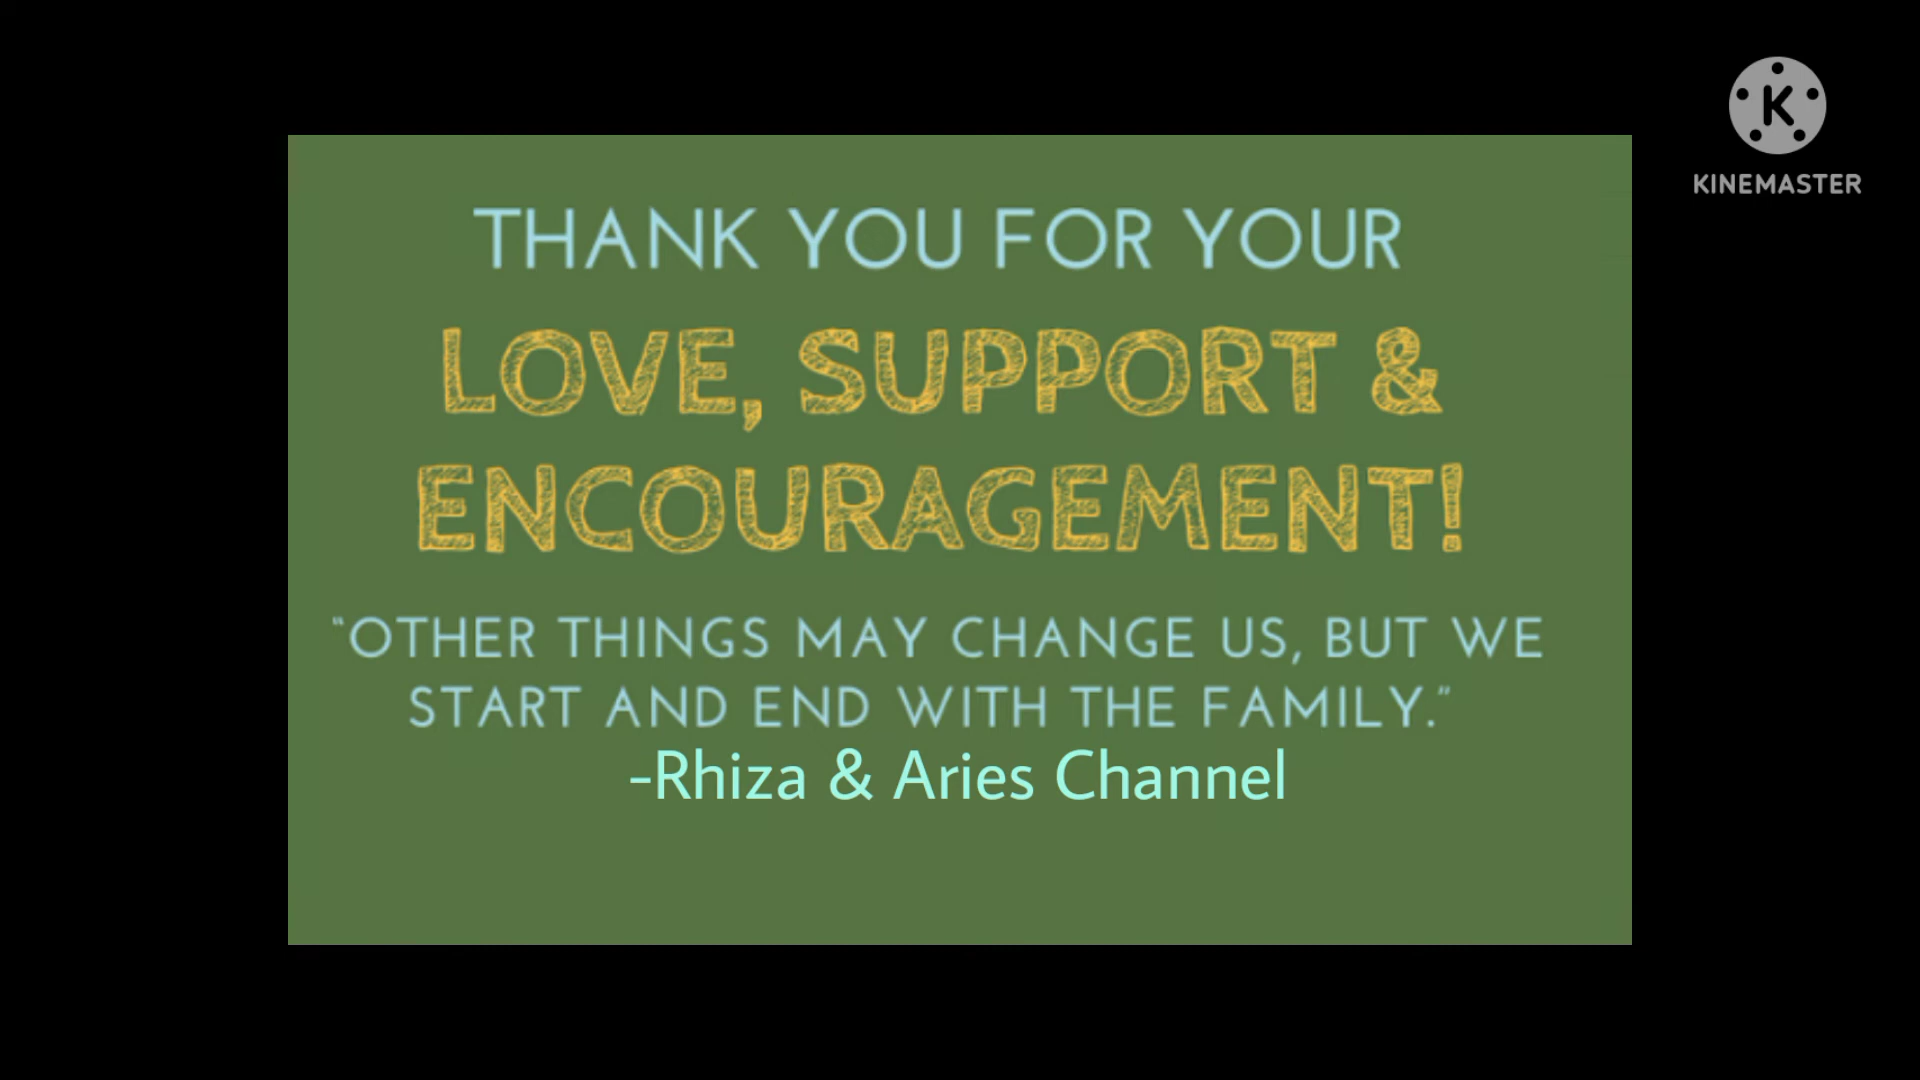 K
KINEMASTER
THANK YOU FOR YOUR
LOVE, SUPPORT &
ENCOURAGEMENT!
“OTHER THINGS MAY CHANGE US, BUT WE
START AND END WITH THE FAMILY.”
-Rhiza & Aries Channel